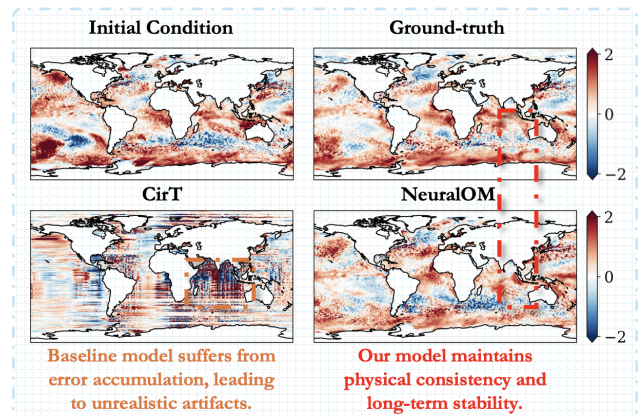 Initial Condition
Ground-truth
2
0
−2
CirT
NeuralOM
2
0
−2
Baseline model suffers from
error accumulation, leading
to unrealistic artifacts.
Our model maintains
physical consistency and
long-term stability.